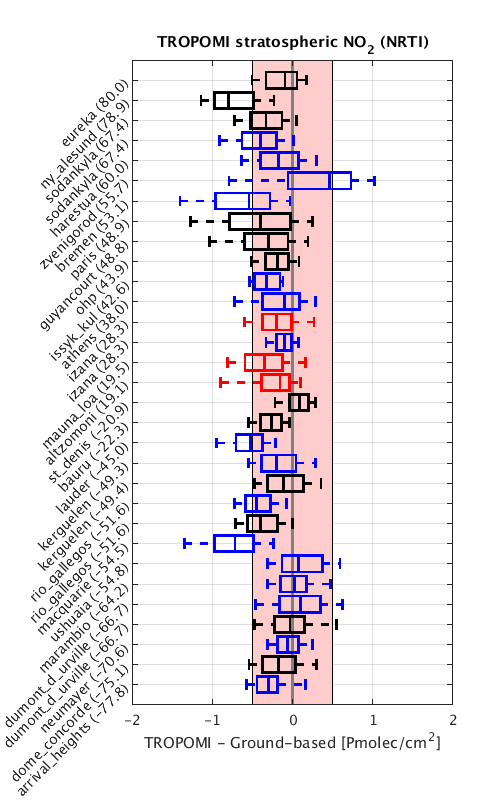 TROPOMI stratospheric NO2 (NRTI)
eureka (80.0)
ny_alesund (78.9)
sodankyla (67.4)
sodankyla (67.4)
harestua (60.0)
zvenigorod (55.7)
bremen (53.1)
paris (48.9)
guyancourt (48.8)
ohp (43.9)
issyk_kul (42.6)
athens (38.0)
izana (28.3)
izana (28.3)
mauna_loa (19.5)
altzomoni (19.1)
st_denis (−20.9)
bauru (−22.3)
lauder (−45.0)
kerguelen (−49.3)
kerguelen (−49.4)
rio_gallegos (−51.6)
rio_gallegos (−51.6)
macquarie (−54.5)
ushuaia (−54.8)
marambio (−64.2)
dumont_d_urville (−66.7)
dumont_d_urville (−66.7)
neumayer (−70.6)
dome_concorde (−75.1)
arrival_heights (−77.8)
−2 −1 0 1 2
TROPOMI − Ground−based [Pmolec/cm2]